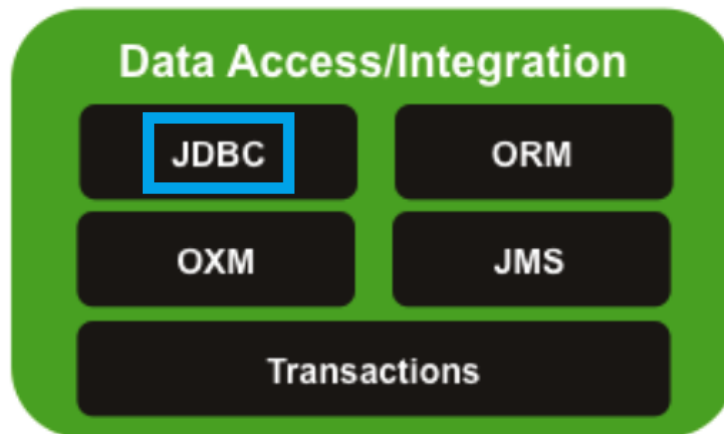 Data Access/Integration
JDBC ORM
OXM JMS
Transactions